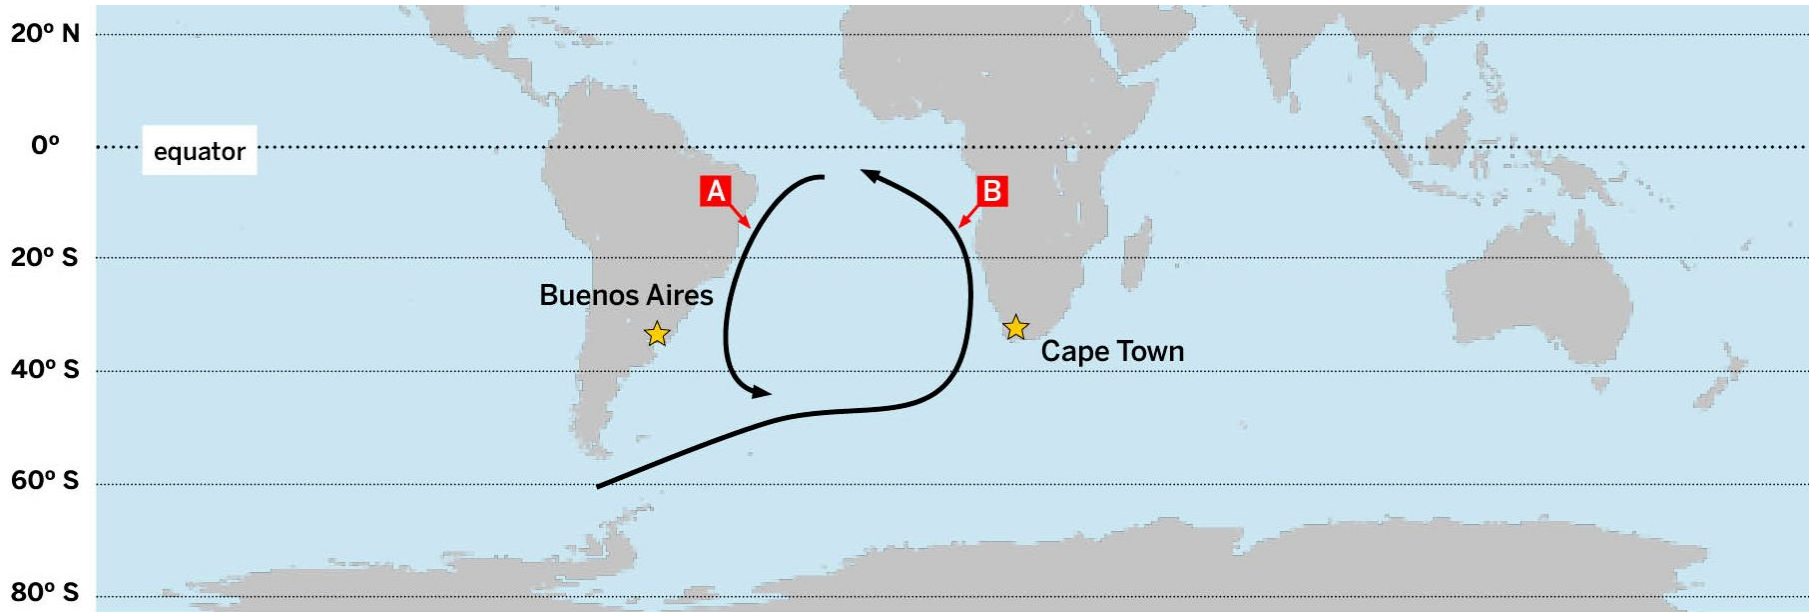 20º N
0º
equator
A
B
20º S
Buenos Aires
Cape Town
40º S
60º S
80º S